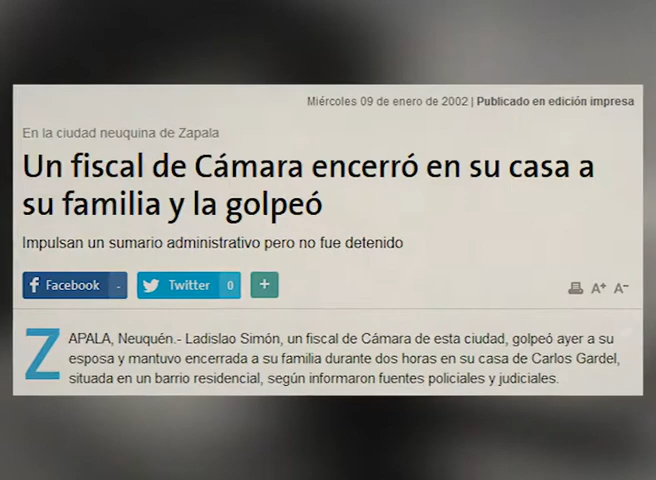 Miércoles 09 de enero de 2002 | Publicado en edición impresa
En la ciudad neuquina de Zapala
Un fiscal de Cámara encerró en su casa a
su familia y la golpeó
Impulsan un sumario administrativo pero no fue detenido
f Facebook -
Twitter 0
+
A+ A-
ZAPALA, Neuquén.- Ladislao Simón, un fiscal de Cámara de esta ciudad, golpeó ayer a su
esposa y mantuvo encerrada a su familia durante dos horas en su casa de Carlos Gardel,
situada en un barrio residencial, según informaron fuentes policiales y judiciales.